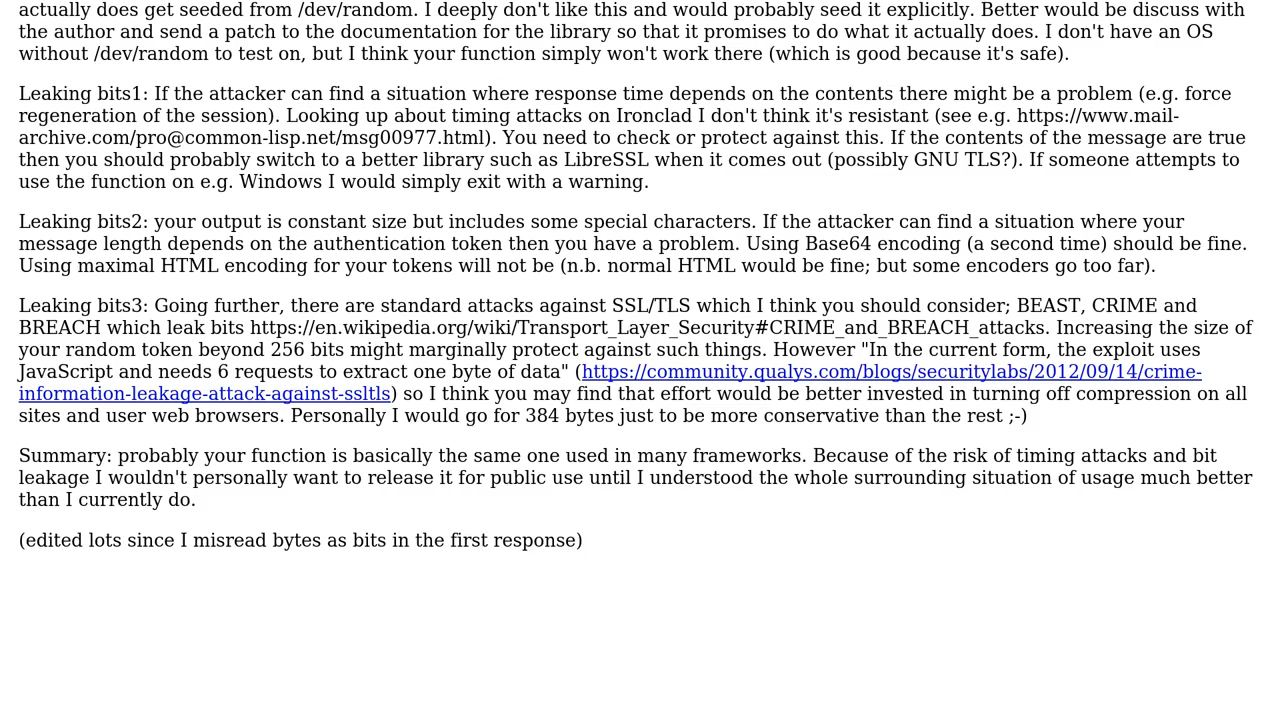 actually does get seeded from /dev/random. I deeply don't like this and would probably seed it explicitly. Better would be discuss with
the author and send a patch to the documentation for the library so that it promises to do what it actually does. I don't have an OS
without /dev/random to test on, but I think your function simply won't work there (which is good because it's safe).
Leaking bits1: If the attacker can find a situation where response time depends on the contents there might be a problem (e.g. force
regeneration of the session). Looking up about timing attacks on Ironclad I don't think it's resistant (see e.g. https://www.mail-
archive.com/pro@common-lisp.net/msg00977.html). You need to check or protect against this. If the contents of the message are true
then you should probably switch to a better library such as LibreSSL when it comes out (possibly GNU TLS?). If someone attempts to
use the function on e.g. Windows I would simply exit with a warning.
Leaking bits2: your output is constant size but includes some special characters. If the attacker can find a situation where your
message length depends on the authentication token then you have a problem. Using Base64 encoding (a second time) should be fine.
Using maximal HTML encoding for your tokens will not be (n.b. normal HTML would be fine; but some encoders go too far).
Leaking bits3: Going further, there are standard attacks against SSL/TLS which I think you should consider; BEAST, CRIME and
BREACH which leak bits https://en.wikipedia.org/wiki/Transport_Layer_Security#CRIME_and_BREACH_attacks. Increasing the size of
your random token beyond 256 bits might marginally protect against such things. However "In the current form, the exploit uses
JavaScript and needs 6 requests to extract one byte of data" (https://community.qualys.com/blogs/securitylabs/2012/09/14/crime-
information-leakage-attack-against-ssltls) so I think you may find that effort would be better invested in turning off compression on all
sites and user web browsers. Personally I would go for 384 bytes just to be more conservative than the rest ;-)
Summary: probably your function is basically the same one used in many frameworks. Because of the risk of timing attacks and bit
leakage I wouldn't personally want to release it for public use until I understood the whole surrounding situation of usage much better
than I currently do.
(edited lots since I misread bytes as bits in the first response)